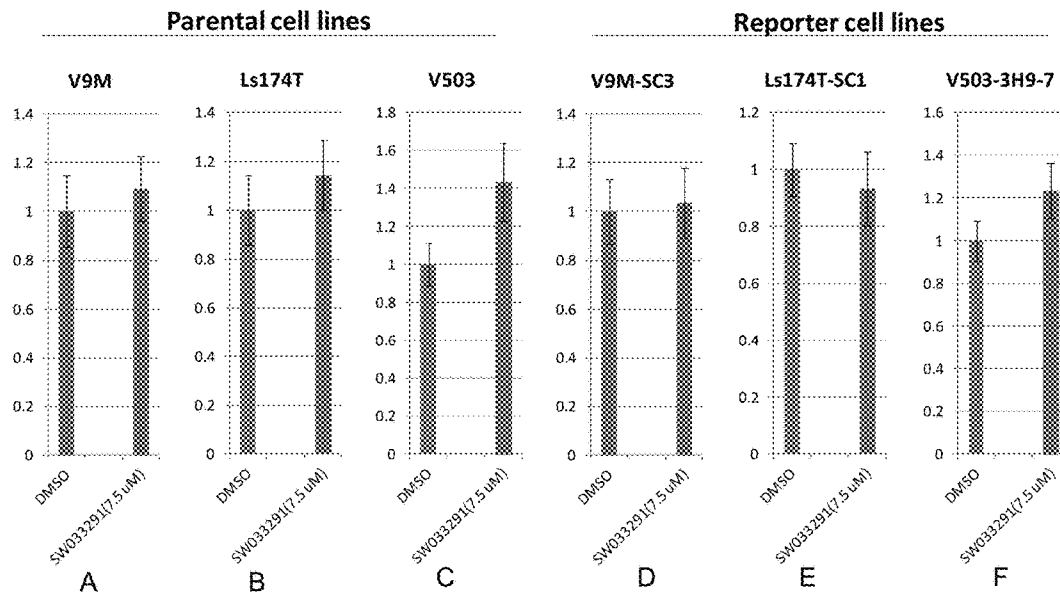 Parental cell lines
Reporter cell lines
V9M
Ls174T
V503
V9M-SC3
Ls174T-SC1
V503-3H9-7
1.4
1.2
1
0.8
0.6
0.4
0.2
0
DMSO
SW033291(7.5 uM)
A
1.4
1.2
1
0.8
0.6
0.4
0.2
0
DMSO
SW033291(7.5 uM)
B
1.8
1.6
1.4
1.2
1
0.8
0.6
0.4
0.2
0
DMSO
SW033291(7.5 uM)
C
1.4
1.2
1
0.8
0.6
0.4
0.2
0
DMSO
SW033291(7.5 uM)
D
1.2
1
0.8
0.6
0.4
0.2
0
DMSO
SW033291(7.5 uM)
E
1.6
1.4
1.2
1
0.8
0.6
0.4
0.2
0
DMSO
SW033291(7.5 uM)
F